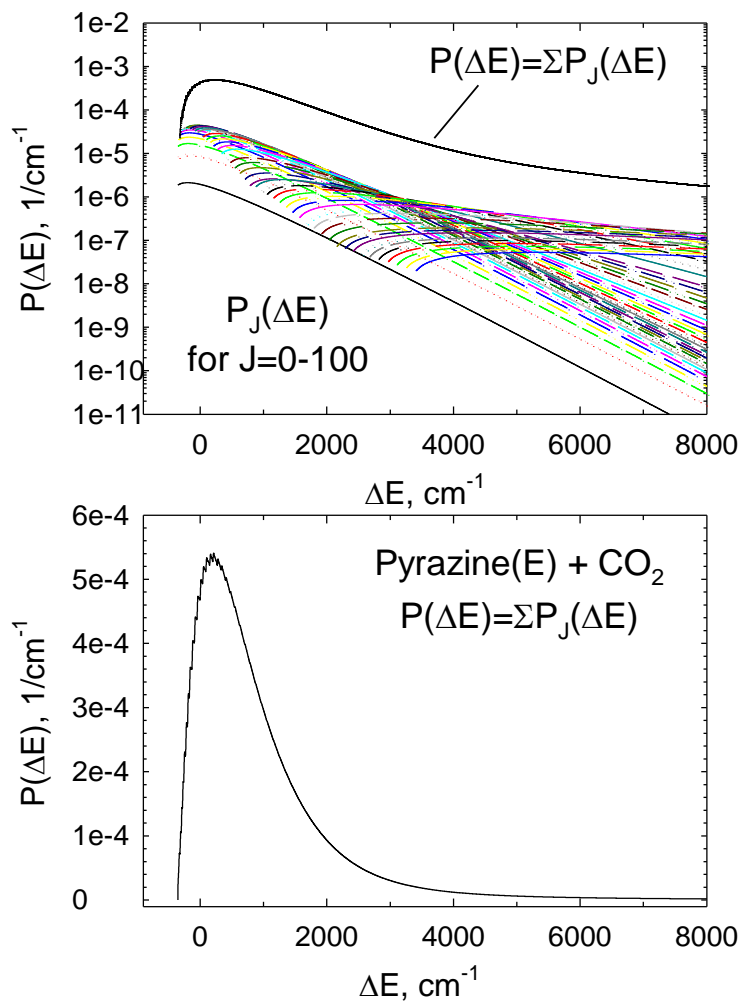 1e-2
1e-3
1e-4
1e-5
1e-6
1e-7
1e-8
1e-9
1e-10
1e-11
P(ΔE), 1/cm⁻¹
P(ΔE)=ΣP_J(ΔE)
P_J(ΔE)
for J=0-100
0 2000 4000 6000 8000
ΔE, cm⁻¹
6e-4
5e-4
4e-4
3e-4
2e-4
1e-4
0
P(ΔE), 1/cm⁻¹
Pyrazine(E) + CO₂
P(ΔE)=ΣP_J(ΔE)
0 2000 4000 6000 8000
ΔE, cm⁻¹